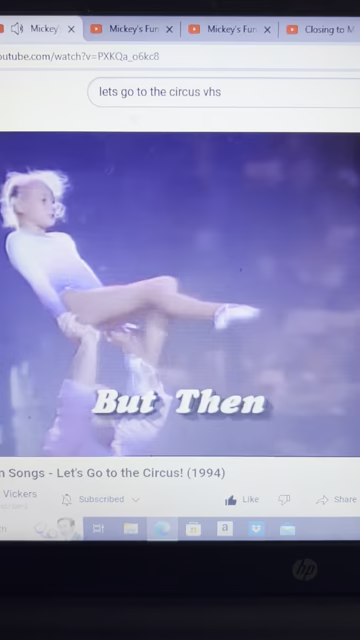 Mickey
Mickey's Fun
Mickey's Fun
Closing to M
outube.com/watch?v=PXKQa_o6kc8
lets go to the circus vhs
But Then
n Songs - Let's Go to the Circus! (1994)
Vickers
Subscribed
Like
Share
m
a
hp